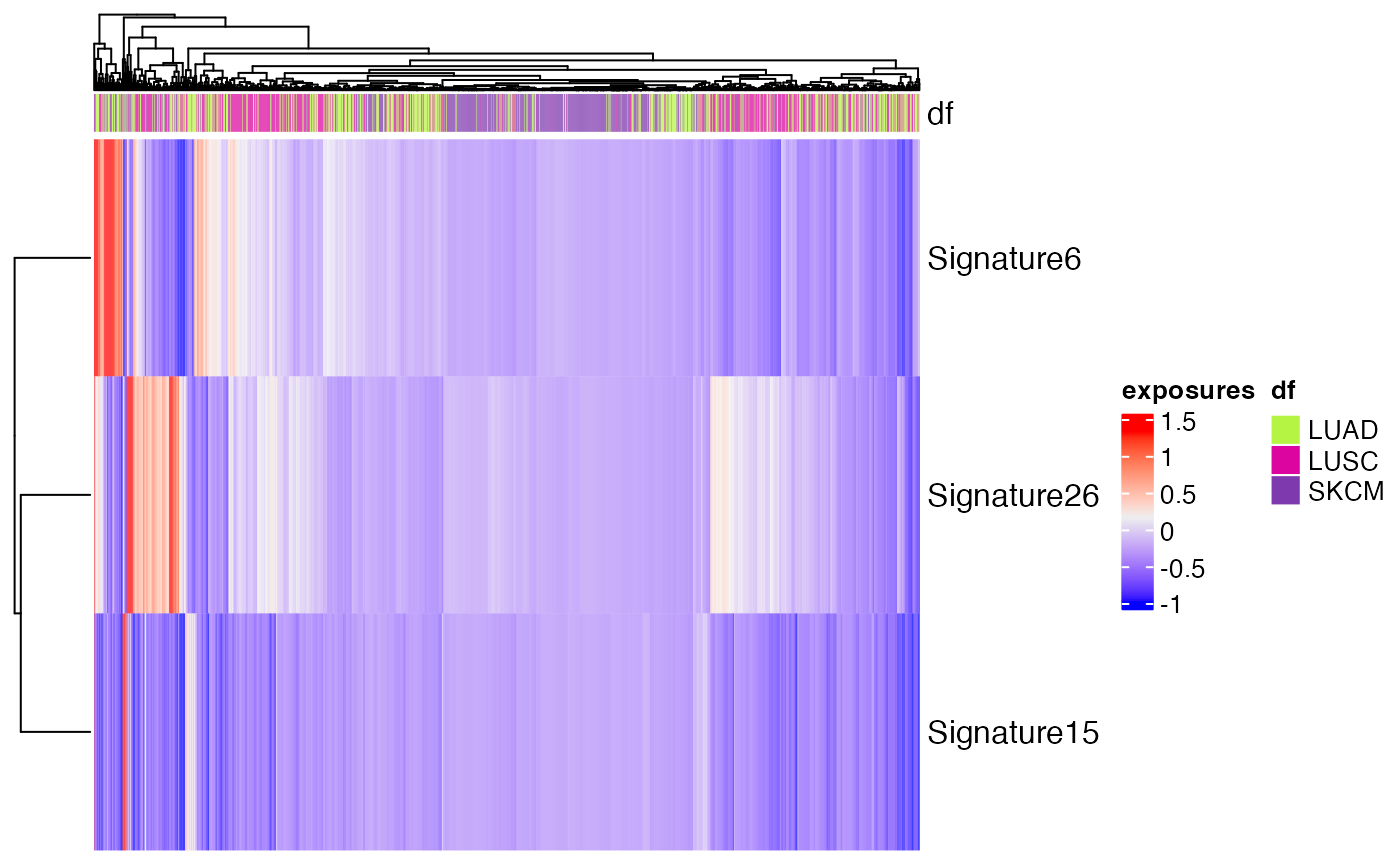 df
Signature6
Signature26
Signature15
exposures
1.5
1
0.5
0
-0.5
-1
df
LUAD
LUSC
SKCM